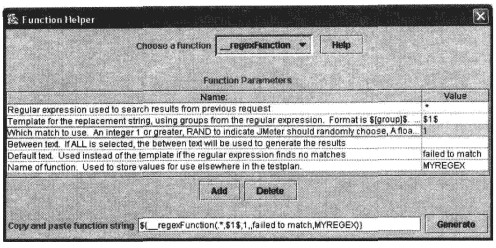 Function Helper
Choose a function __regexFunction Help
Function Parameters
Name: Value
Regular expression used to search results from previous request .*
Template for the replacement string, using groups from the regular expression. Format is $[group]$. ... $1$
Which match to use. An integer 1 or greater, RAND to indicate JMeter should randomly choose, A floa... 1
Between text. If ALL is selected, the between text will be used to generate the results
Default text. Used instead of the template if the regular expression finds no matches failed to match
Name of function. Used to store values for use elsewhere in the testplan. MYREGEX
Add Delete
Copy and paste function string ${__regexFunction(.*,$1$,1,,failed to match,MYREGEX)} Generate